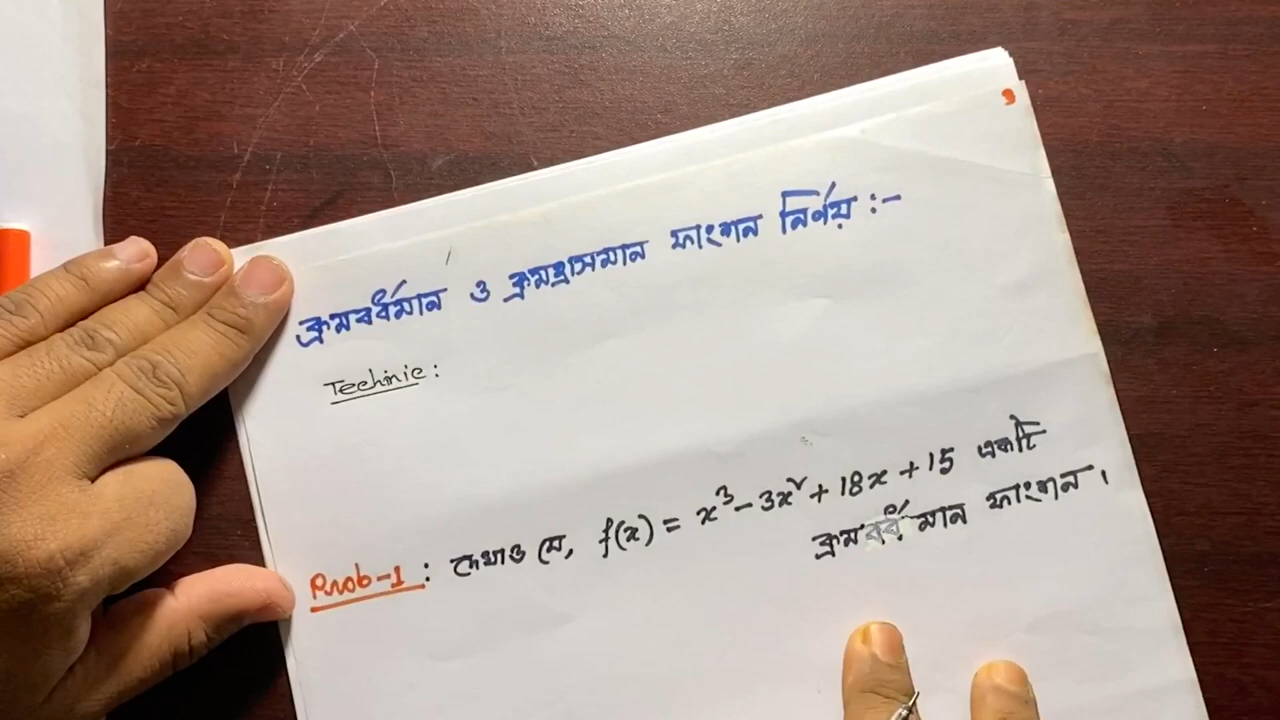 ক্রমবর্ধমান ও ক্রমহ্রাসমান ফাংশন নির্ণয় :-
Techinic :
Prob-1 : দেখাও যে, f(x) = x³ - 3x² + 18x + 15 একটি
ক্রমবর্ধমান ফাংশন।